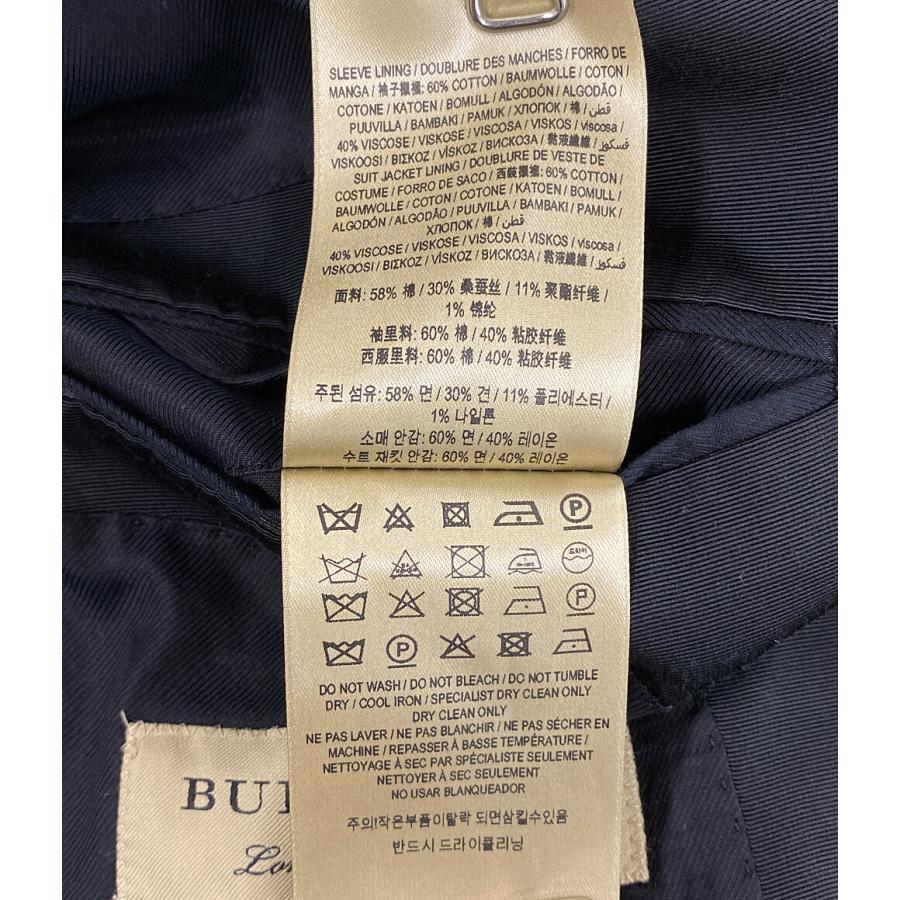 SLEEVE LINING / DOUBLURE DES MANCHES / FORRO DE
MANGA / 袖子襯裡: 60% COTTON / BAUMWOLLE / COTON /
COTONE / KATOEN / BOMULL / ALGODÓN / ALGODÃO /
PUUVILLA / BAMBAKI / PAMUK / ХЛОПОК / 棉 / قطن /
40% VISCOSE / VISKOSE / VISCOSA / VISKOS / viscosa /
VISKOOSI / ΒΙΣΚΟΖ / VİSKOZ / ВИСКОЗА / 黏液纖維 / فسكوز
SUIT JACKET LINING / DOUBLURE DE VESTE DE
COSTUME / FORRO DE SACO / 西裝襯裡: 60% COTTON /
BAUMWOLLE / COTON / COTONE / KATOEN / BOMULL /
ALGODÓN / ALGODÃO / PUUVILLA / BAMBAKI / PAMUK /
ХЛОПОК / 棉 / قطن /
40% VISCOSE / VISKOSE / VISCOSA / VISKOS / viscosa /
VISKOOSI / ΒΙΣΚΟΖ / VİSKOZ / ВИСКОЗА / 黏液纖維 / فسكوز
面料: 58% 棉 / 30% 桑蚕丝 / 11% 聚酯纤维 /
1% 锦纶
袖里料: 60% 棉 / 40% 粘胶纤维
西服里料: 60% 棉 / 40% 粘胶纤维
주된 섬유: 58% 면 / 30% 견 / 11% 폴리에스터 /
1% 나일론
소매 안감: 60% 면 / 40% 레이온
수트 재킷 안감: 60% 면 / 40% 레이온
P
드라이
P
P
DO NOT WASH / DO NOT BLEACH / DO NOT TUMBLE
DRY / COOL IRON / SPECIALIST DRY CLEAN ONLY
DRY CLEAN ONLY
NE PAS LAVER / NE PAS BLANCHIR / NE PAS SÉCHER EN
MACHINE / REPASSER À BASSE TEMPÉRATURE /
NETTOYAGE À SEC PAR SPÉCIALISTE SEULEMENT
NETTOYER À SEC SEULEMENT
NO USAR BLANQUEADOR
주의!작은부품이탈락 되면삼킬수있음
반드시 드라이클리닝
BU
Lo